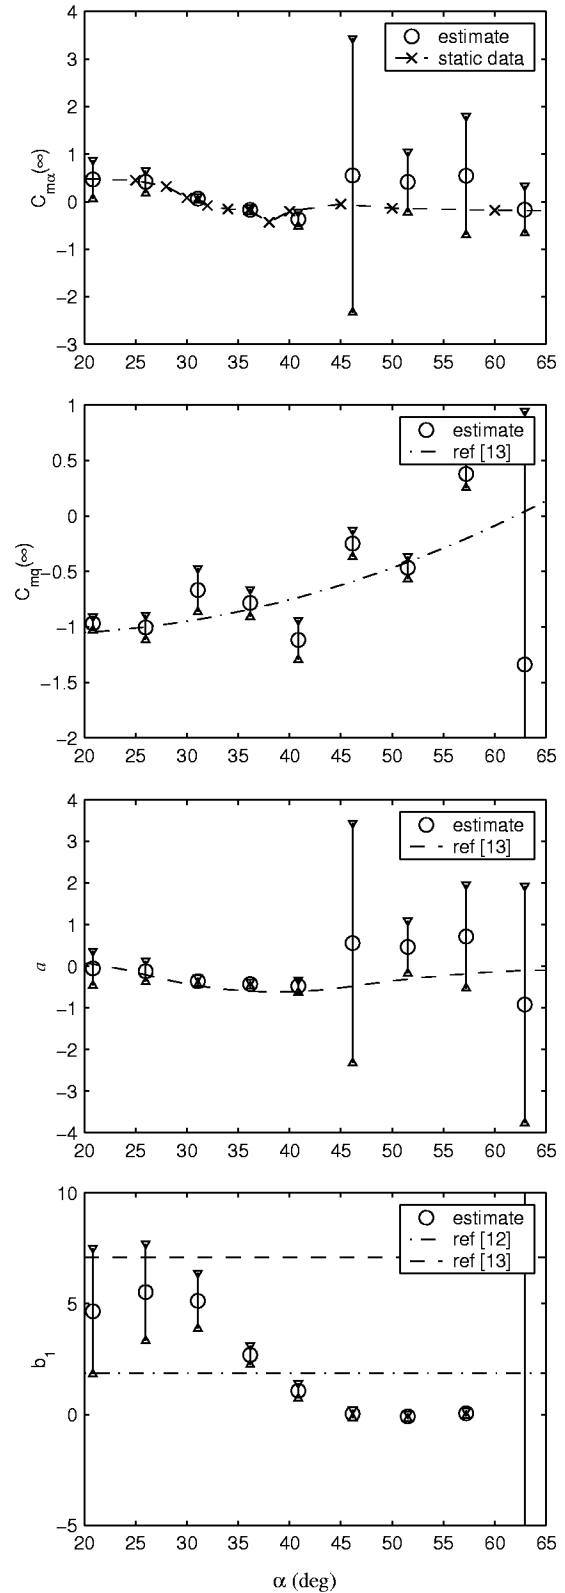 4
3
2
1
0
−1
−2
−3
C mα (∞)
estimate
static data
20 25 30 35 40 45 50 55 60 65
1
0.5
0
−0.5
−1
−1.5
−2
C mq (∞)
estimate
ref [13]
20 25 30 35 40 45 50 55 60 65
4
3
2
1
0
−1
−2
−3
−4
a
estimate
ref [13]
20 25 30 35 40 45 50 55 60 65
10
5
0
−5
b1
estimate
ref [12]
ref [13]
20 25 30 35 40 45 50 55 60 65
α (deg)